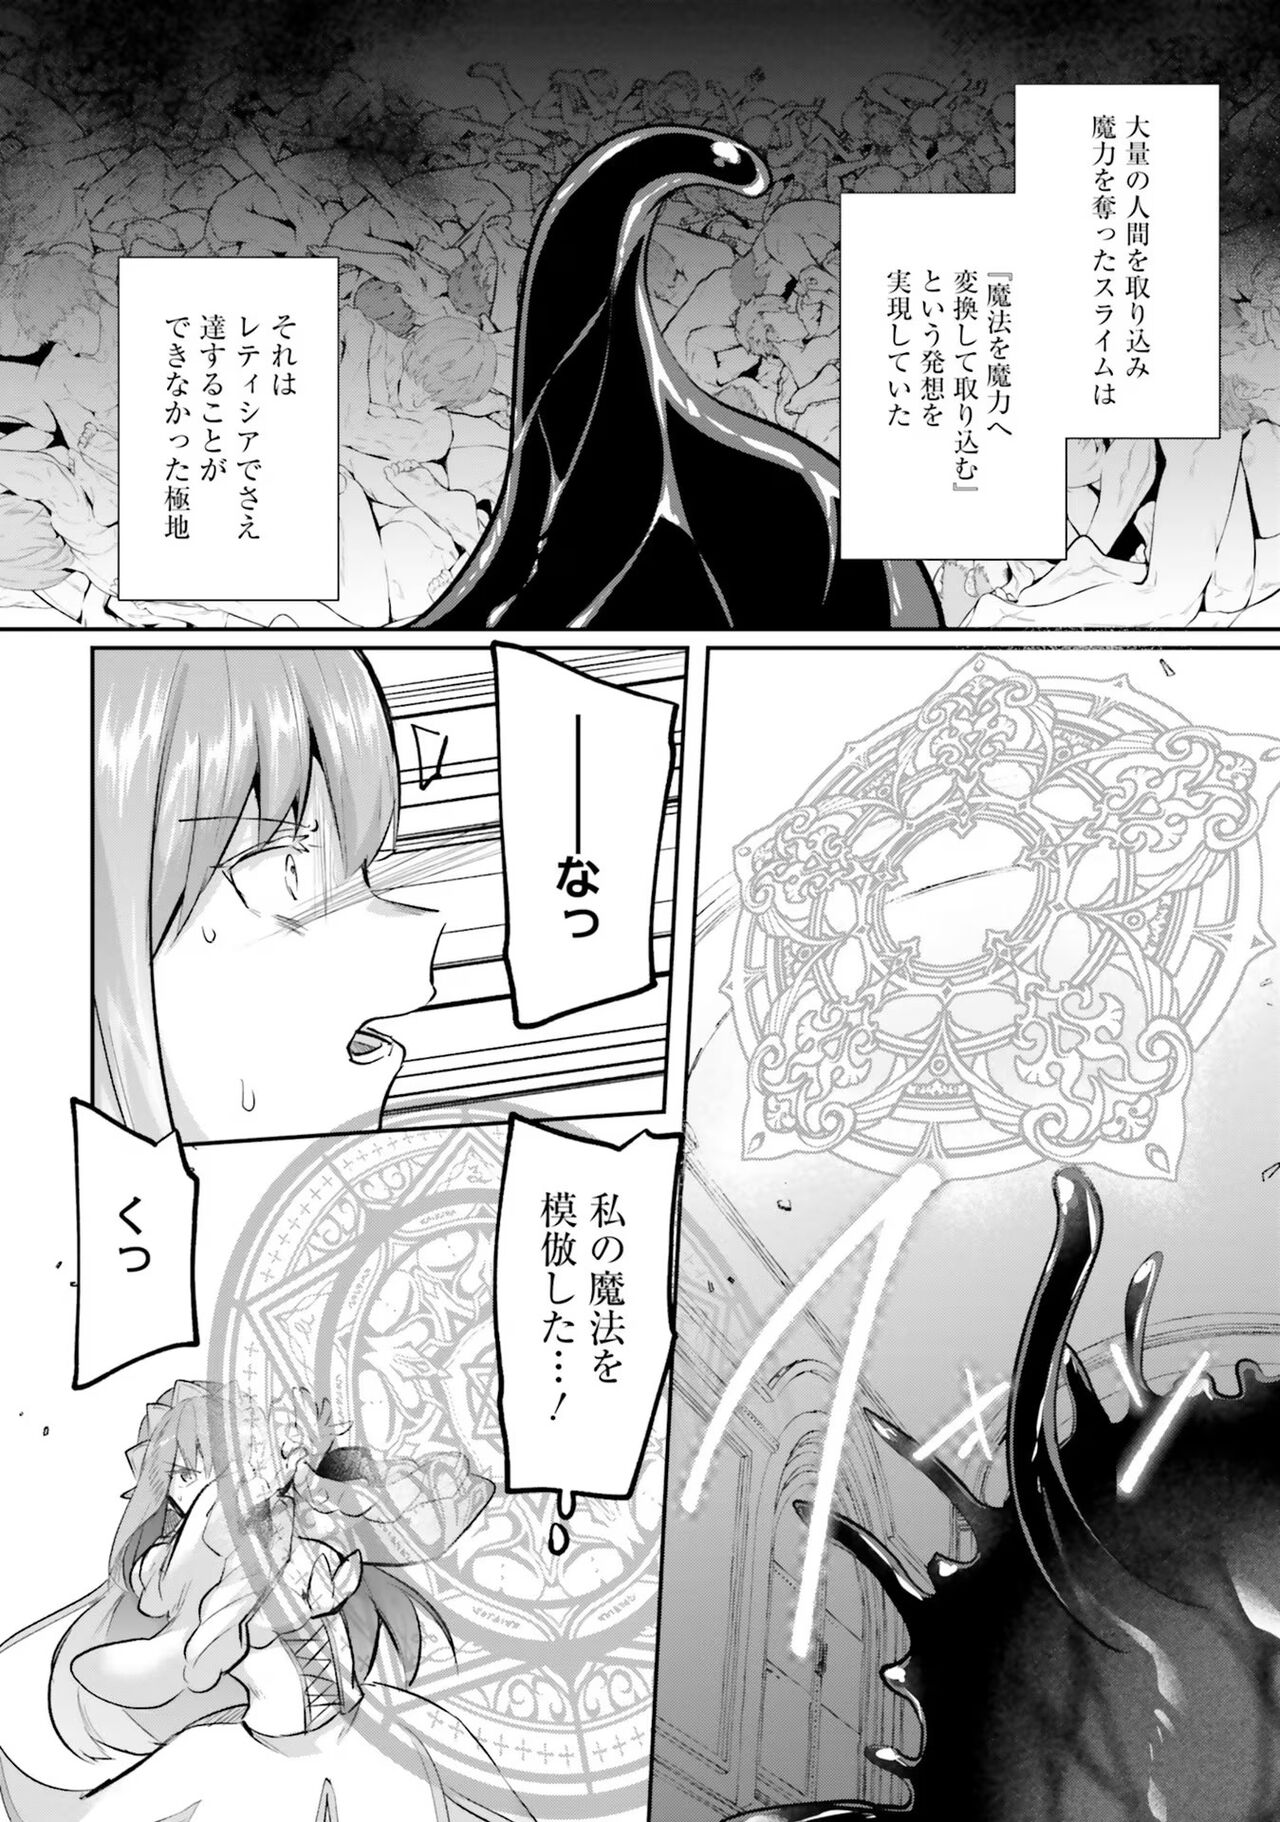 大量の人間を取り込み
魔力を奪ったスライムは
『魔法を魔力へ
変換して取り込む』
という発想を
実現していた
それは
レティシアでさえ
達することが
できなかった極地
――なっ
私の魔法を
模倣した…！
くっ